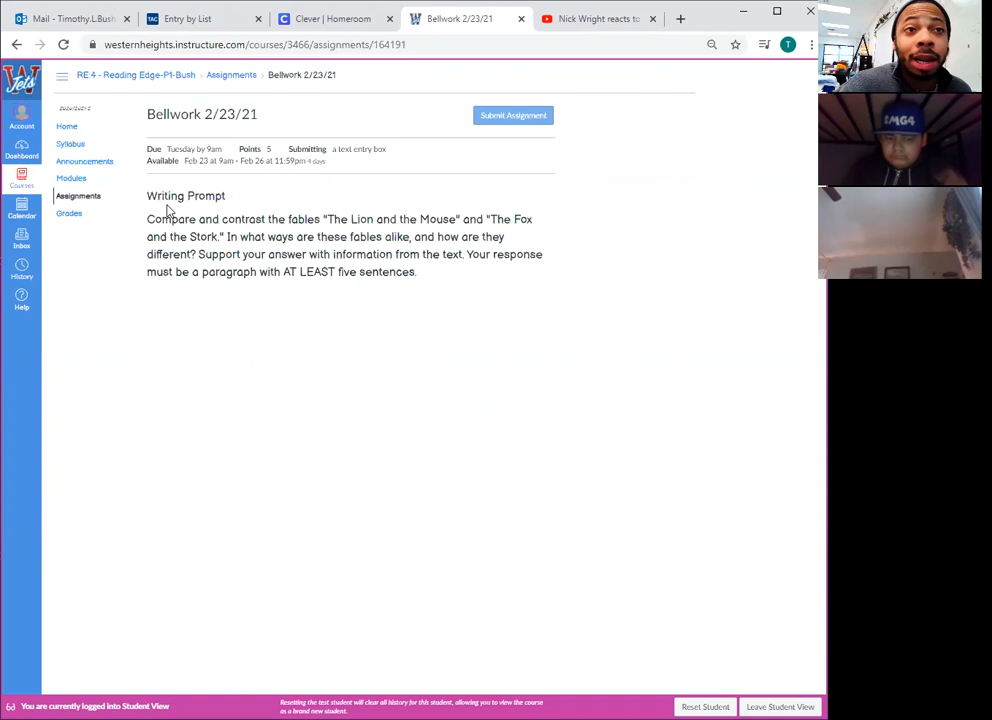 Mail - Timothy.L.Bush
Entry by List
Clever | Homeroom
Bellwork 2/23/21
Nick Wright reacts to
westernheights.instructure.com/courses/3466/assignments/164191
T
W
Jets
Account
Dashboard
Courses
Calendar
Inbox
History
Help
RE:4 - Reading Edge-P1-Bush > Assignments > Bellwork 2/23/21
Home
Syllabus
Announcements
Modules
Assignments
Grades
Bellwork 2/23/21
Submit Assignment
Due Tuesday by 9am Points 5 Submitting a text entry box
Available Feb 23 at 9am - Feb 26 at 11:59pm 4 days
Writing Prompt
Compare and contrast the fables "The Lion and the Mouse" and "The Fox
and the Stork." In what ways are these fables alike, and how are they
different? Support your answer with information from the text. Your response
must be a paragraph with AT LEAST five sentences.
You are currently logged into Student View
Resetting the test student will clear all history for this student, allowing you to view the course
as a brand new student.
Reset Student
Leave Student View